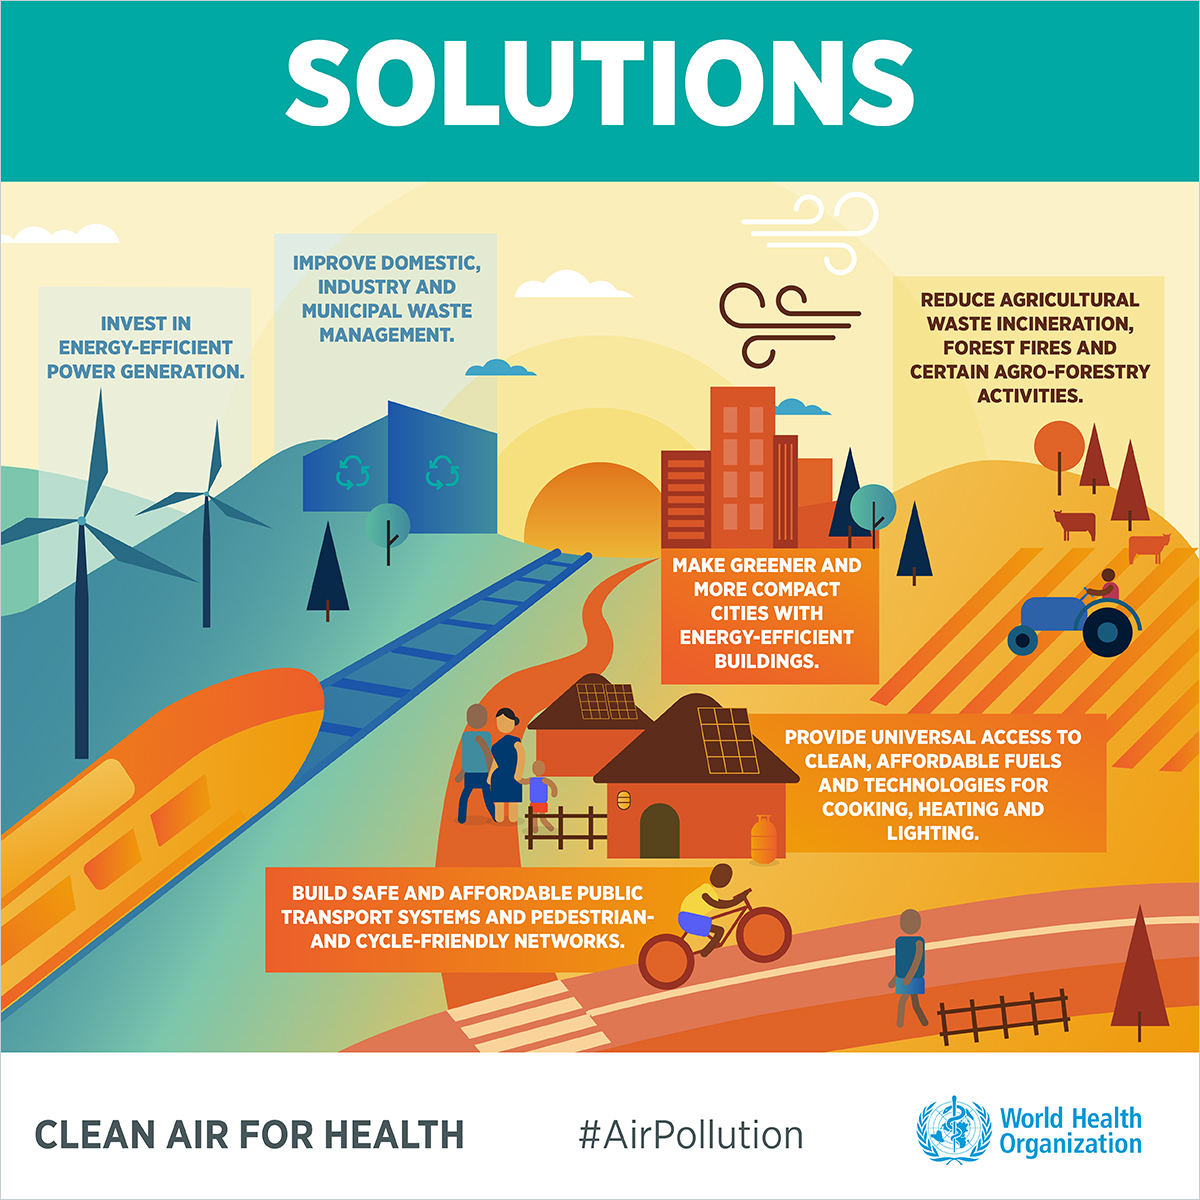 SOLUTIONS
INVEST IN
ENERGY-EFFICIENT
POWER GENERATION.
IMPROVE DOMESTIC,
INDUSTRY AND
MUNICIPAL WASTE
MANAGEMENT.
REDUCE AGRICULTURAL
WASTE INCINERATION,
FOREST FIRES AND
CERTAIN AGRO-FORESTRY
ACTIVITIES.
MAKE GREENER AND
MORE COMPACT
CITIES WITH
ENERGY-EFFICIENT
BUILDINGS.
PROVIDE UNIVERSAL ACCESS TO
CLEAN, AFFORDABLE FUELS
AND TECHNOLOGIES FOR
COOKING, HEATING AND
LIGHTING.
BUILD SAFE AND AFFORDABLE PUBLIC
TRANSPORT SYSTEMS AND PEDESTRIAN-
AND CYCLE-FRIENDLY NETWORKS.
CLEAN AIR FOR HEALTH
#AirPollution
World Health
Organization